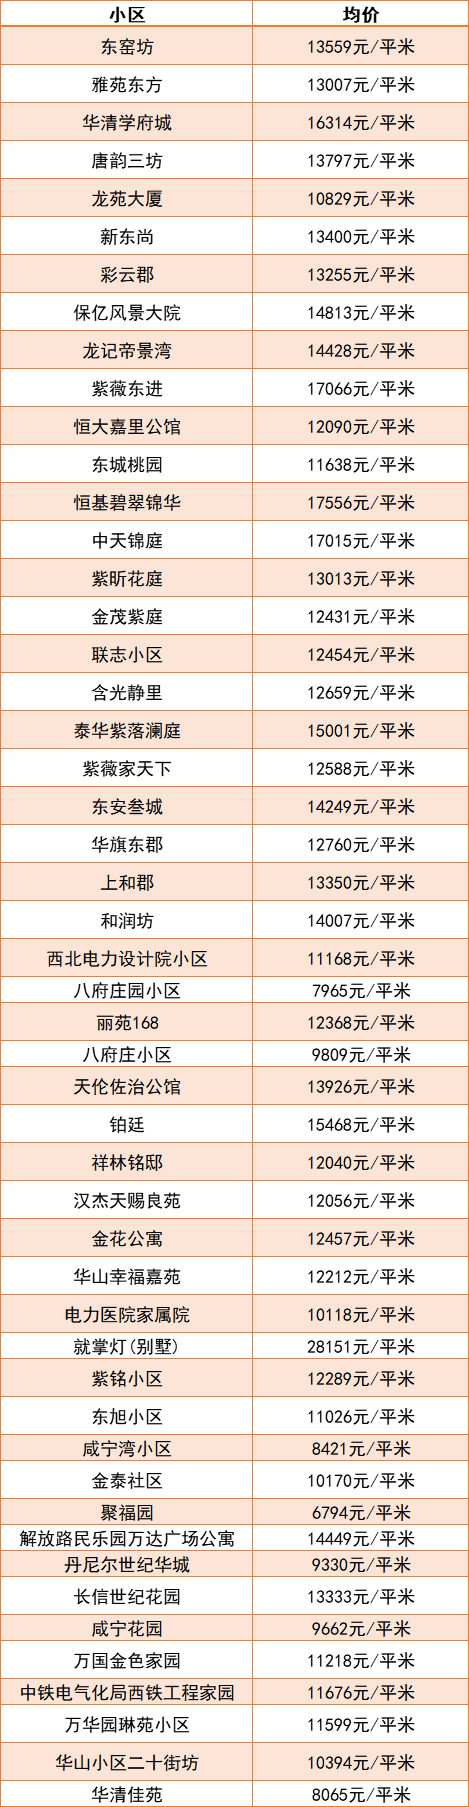 小区 均价
东窑坊 13559元/平米
雅苑东方 13007元/平米
华清学府城 16314元/平米
唐韵三坊 13797元/平米
龙苑大厦 10829元/平米
新东尚 13400元/平米
彩云郡 13255元/平米
保亿风景大院 14813元/平米
龙记帝景湾 14428元/平米
紫薇东进 17066元/平米
恒大嘉里公馆 12090元/平米
东城桃园 11638元/平米
恒基碧翠锦华 17556元/平米
中天锦庭 17015元/平米
紫昕花庭 13013元/平米
金茂紫庭 12431元/平米
联志小区 12454元/平米
含光静里 12659元/平米
泰华紫落澜庭 15001元/平米
紫薇家天下 12588元/平米
东安叁城 14249元/平米
华旗东郡 12760元/平米
上和郡 13350元/平米
和润坊 14007元/平米
西北电力设计院小区 11168元/平米
八府庄园小区 7965元/平米
丽苑168 12368元/平米
八府庄小区 9809元/平米
天伦佐治公馆 13926元/平米
铂廷 15468元/平米
祥林铭邸 12040元/平米
汉杰天赐良苑 12056元/平米
金花公寓 12457元/平米
华山幸福嘉苑 12212元/平米
电力医院家属院 10118元/平米
就掌灯(别墅) 28151元/平米
紫铭小区 12289元/平米
东旭小区 11026元/平米
咸宁湾小区 8421元/平米
金泰社区 10170元/平米
聚福园 6794元/平米
解放路民乐园万达广场公寓 14449元/平米
丹尼尔世纪华城 9330元/平米
长信世纪花园 13333元/平米
咸宁花园 9662元/平米
万国金色家园 11218元/平米
中铁电气化局西铁工程家园 11676元/平米
万华园琳苑小区 11599元/平米
华山小区二十街坊 10394元/平米
华清佳苑 8065元/平米